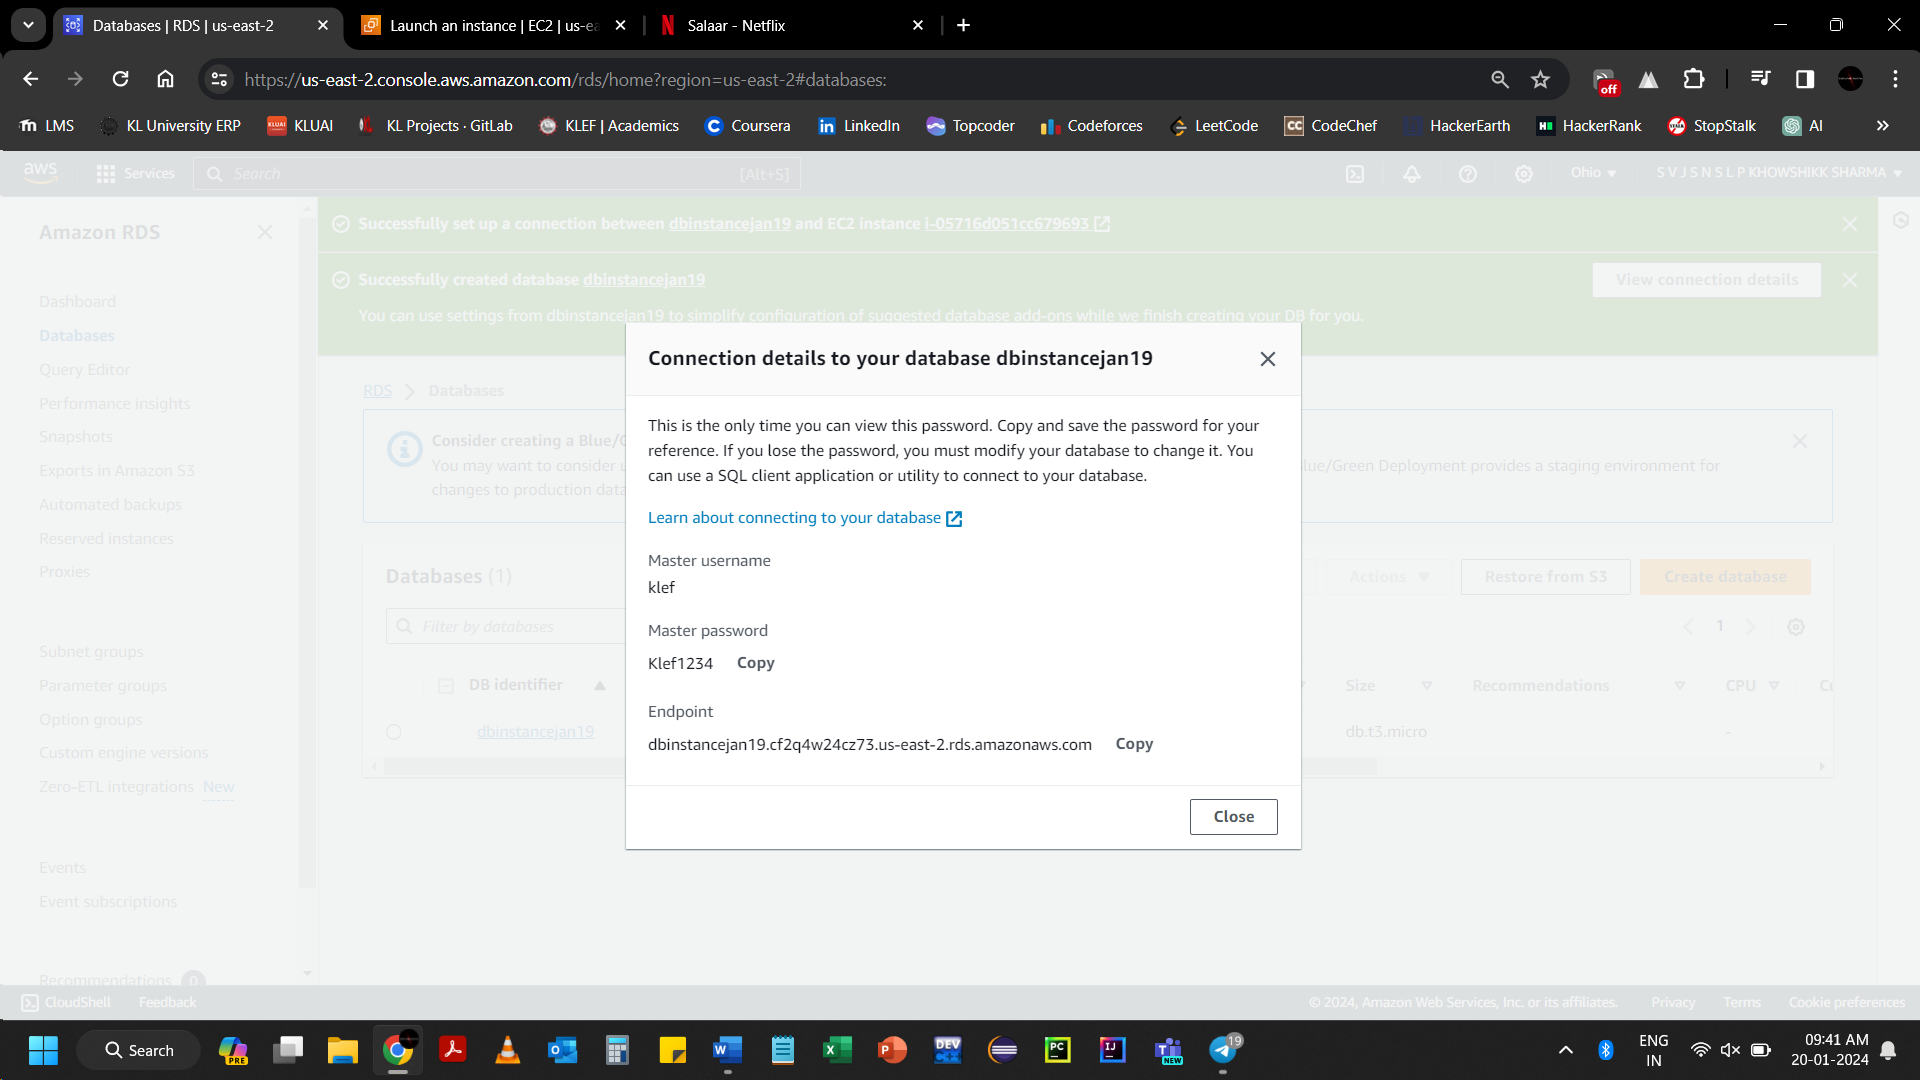 Databases | RDS | us-east-2
Launch an instance | EC2 | us-ea
Salaar - Netflix
https://us-east-2.console.aws.amazon.com/rds/home?region=us-east-2#databases:
off
LMS
KL University ERP
KLUAI
KL Projects · GitLab
KLEF | Academics
Coursera
LinkedIn
Topcoder
Codeforces
LeetCode
CodeChef
HackerEarth
HackerRank
StopStalk
AI
aws
Services
Search
[Alt+S]
Ohio
S V J S N S L P KHOWSHIKK SHARMA
Amazon RDS
Dashboard
Databases
Query Editor
Performance insights
Snapshots
Exports in Amazon S3
Automated backups
Reserved instances
Proxies
Subnet groups
Parameter groups
Option groups
Custom engine versions
Zero-ETL integrations New
Events
Event subscriptions
Recommendations 0
Successfully set up a connection between dbinstancejan19 and EC2 instance i-05716d051cc679693
Successfully created database dbinstancejan19
View connection details
You can use settings from dbinstancejan19 to simplify configuration of suggested database add-ons while we finish creating your DB for you.
RDS
Databases
Consider creating a Blue/G
You may want to consider
lue/Green Deployment provides a staging environment for
changes to production data
Databases (1)
Actions
Restore from S3
Create database
Filter by databases
1
DB identifier
Size
Recommendations
CPU
dbinstancejan19
db.t3.micro
-
Connection details to your database dbinstancejan19
This is the only time you can view this password. Copy and save the password for your
reference. If you lose the password, you must modify your database to change it. You
can use a SQL client application or utility to connect to your database.
Learn about connecting to your database
Master username
klef
Master password
Klef1234 Copy
Endpoint
dbinstancejan19.cf2q4w24cz73.us-east-2.rds.amazonaws.com Copy
Close
CloudShell
Feedback
© 2024, Amazon Web Services, Inc. or its affiliates.
Privacy
Terms
Cookie preferences
Search
PRE
DEV
C++
PC
IJ
NEW
19
ENG
IN
09:41 AM
20-01-2024